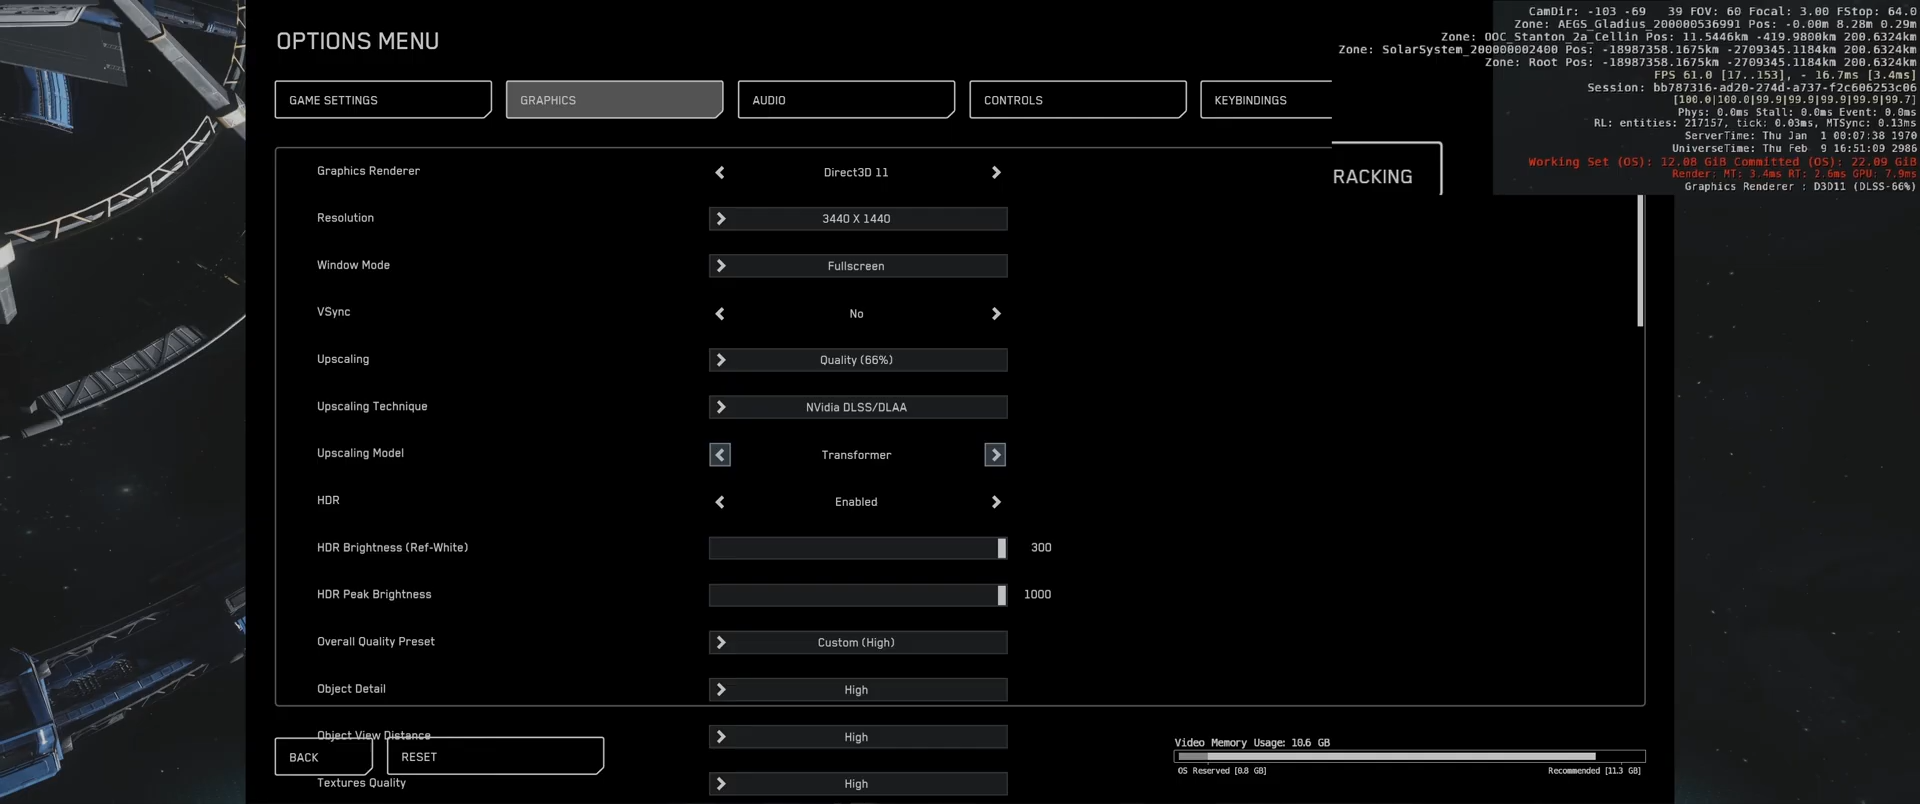 OPTIONS MENU
GAME SETTINGS
GRAPHICS
AUDIO
CONTROLS
KEYBINDINGS
RACKING
CamDir: -103 -69 39 FOV: 60 Focal: 3.00 FStop: 64.0
Zone: AEGS_Gladius_200000536991 Pos: -0.00m 8.28m 0.29m
Zone: OOC_Stanton_2a_Cellin Pos: 11.5446km -419.9800km 200.6324km
Zone: SolarSystem_200000002400 Pos: -18987358.1675km -2709345.1184km 200.6324km
Zone: Root Pos: -18987358.1675km -2709345.1184km 200.6324km
FPS 61.0 [17..153], - 16.7ms [3.4ms]
Session: bb787316-ad20-274d-a737-f2c606253c06
[100.0|100.0|99.9|99.9|99.9|99.9|99.7]
Phys: 0.0ms Stall: 0.0ms Event: 0.0ms
RL: entities: 217157, tick: 0.03ms, MTSync: 0.13ms
ServerTime: Thu Jan 1 00:07:38 1970
UniverseTime: Thu Feb 9 16:51:09 2986
Working Set (OS): 12.08 GiB Committed (OS): 22.09 GiB
Render: MT: 3.4ms RT: 2.6ms GPU: 7.9ms
Graphics Renderer : D3D11 (DLSS-66%)
Graphics Renderer Direct3D 11
Resolution 3440 X 1440
Window Mode Fullscreen
VSync No
Upscaling Quality (66%)
Upscaling Technique NVidia DLSS/DLAA
Upscaling Model Transformer
HDR Enabled
HDR Brightness (Ref-White) 300
HDR Peak Brightness 1000
Overall Quality Preset Custom (High)
Object Detail High
Object View Distance High
BACK
RESET
Textures Quality High
Video Memory Usage: 10.6 GB
OS Reserved [0.8 GB]
Recommended [11.3 GB]